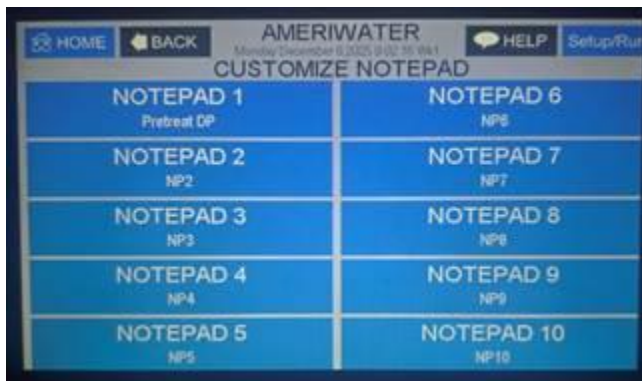 HOME BACK AMERIWATER HELP Setup/Run
Monday December
CUSTOMIZE NOTEPAD
NOTEPAD 1
Pretreat DP
NOTEPAD 6
NP6
NOTEPAD 2
NP2
NOTEPAD 7
NP7
NOTEPAD 3
NP3
NOTEPAD 8
NP8
NOTEPAD 4
NP4
NOTEPAD 9
NP9
NOTEPAD 5
NP5
NOTEPAD 10
NP10